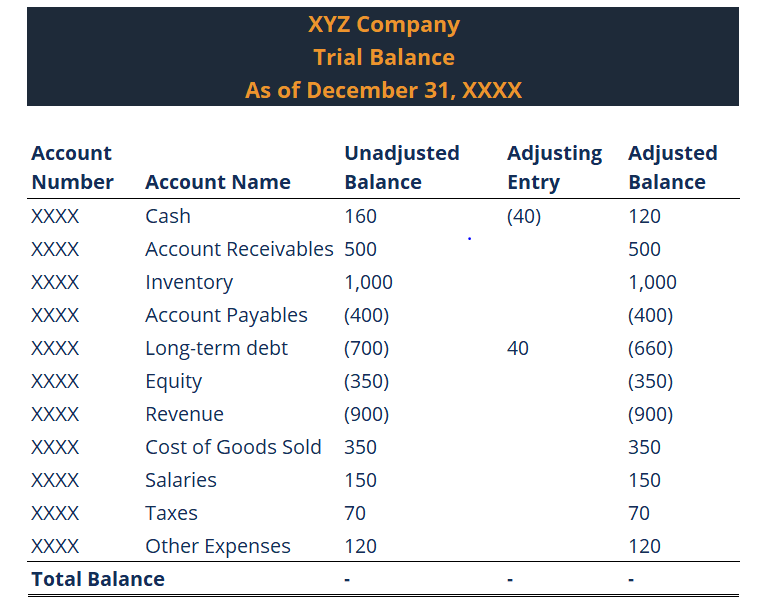 XYZ Company
Trial Balance
As of December 31, XXXX
Account Number Account Name Unadjusted Balance Adjusting Entry Adjusted Balance
XXXX Cash 160 (40) 120
XXXX Account Receivables 500 500
XXXX Inventory 1,000 1,000
XXXX Account Payables (400) (400)
XXXX Long-term debt (700) 40 (660)
XXXX Equity (350) (350)
XXXX Revenue (900) (900)
XXXX Cost of Goods Sold 350 350
XXXX Salaries 150 150
XXXX Taxes 70 70
XXXX Other Expenses 120 120
Total Balance - - -